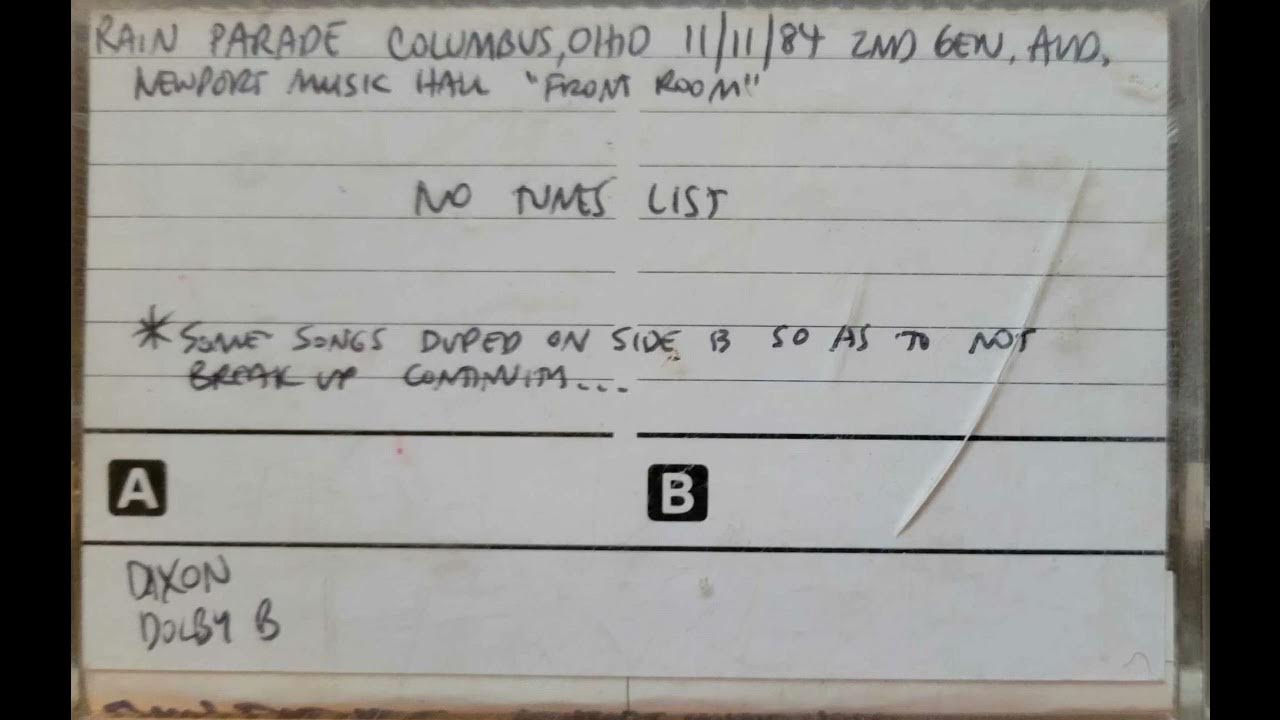 RAIN PARADE COLUMBUS, OHIO 11/11/84 2ND GEN. AUD.
NEWPORT MUSIC HALL "FRONT ROOM"
NO TUNES LIST
*SOME SONGS DUPED ON SIDE B SO AS TO NOT
BREAK UP CONTINUITY...
A B
DAXON
DOLBY B